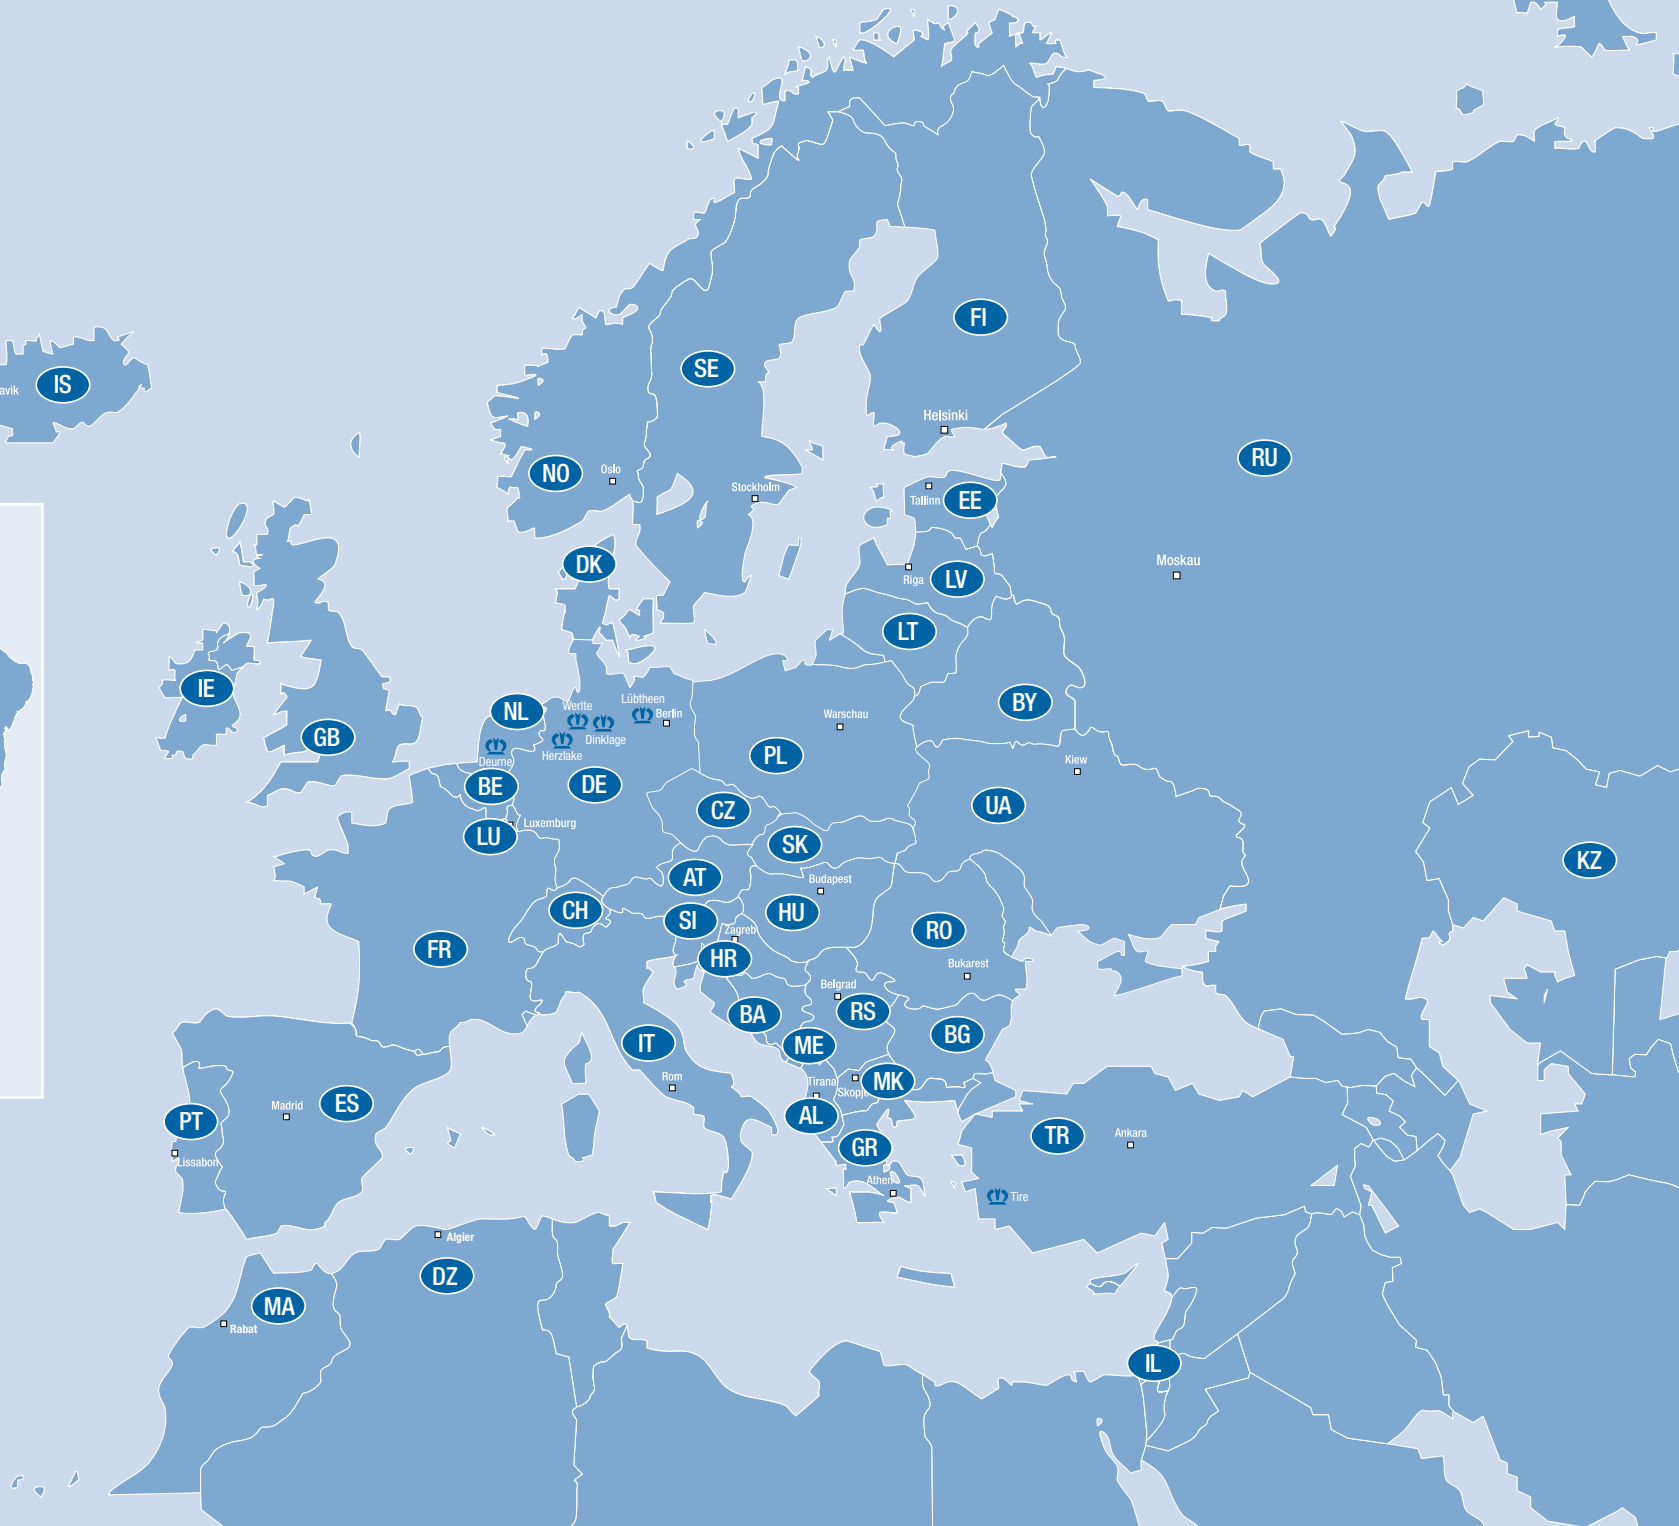 FI
SE
IS
avik
Helsinki
RU
NO
Oslo
Stockholm
Tallinn
EE
DK
Moskau
Riga
LV
LT
IE
BY
NL
Werlte
Lübtheen
Berlin
Warschau
GB
Dinklage
Herzlake
Deurne
PL
Kiew
BE
DE
CZ
UA
Luxemburg
LU
SK
KZ
AT
Budapest
CH
HU
SI
Zagreb
RO
FR
HR
Bukarest
Belgrad
BA
RS
BG
IT
ME
Rom
Tirana
Skopje
MK
Madrid
ES
PT
AL
TR
Ankara
GR
Lissabon
Athen
Tire
Algier
DZ
MA
Rabat
IL